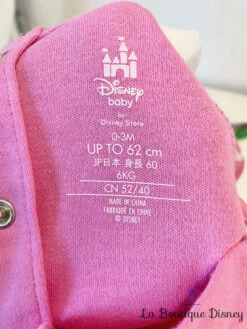 Disney
baby
by
Disney Store
0-3M
UP TO 62 cm
JP日本 身長 60
6KG
CN 52/40
MADE IN CHINA
FABRIQUÉ EN CHINE
© DISNEY
La Boutique Disney